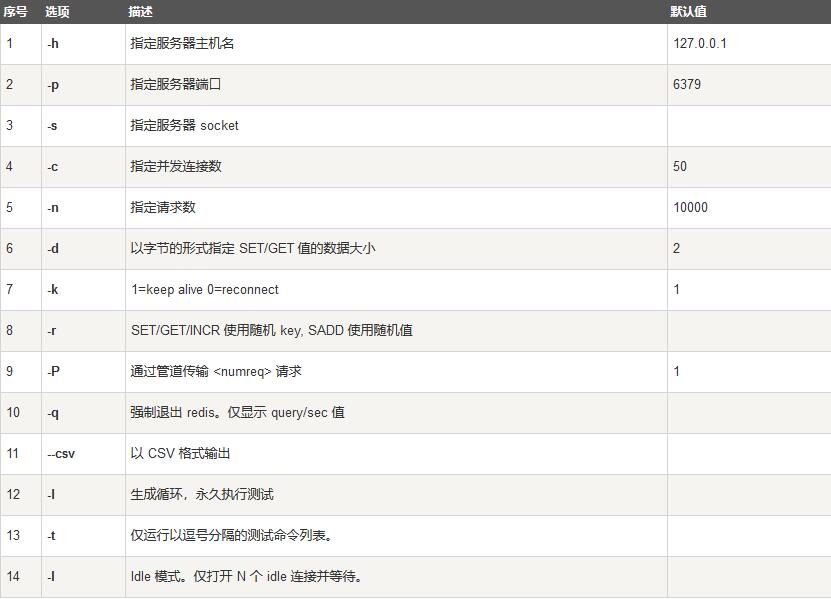 序号 选项 描述 默认值
1 -h 指定服务器主机名 127.0.0.1
2 -p 指定服务器端口 6379
3 -s 指定服务器 socket
4 -c 指定并发连接数 50
5 -n 指定请求数 10000
6 -d 以字节的形式指定 SET/GET 值的数据大小 2
7 -k 1=keep alive 0=reconnect 1
8 -r SET/GET/INCR 使用随机 key, SADD 使用随机值
9 -P 通过管道传输 <numreq> 请求 1
10 -q 强制退出 redis。仅显示 query/sec 值
11 --csv 以 CSV 格式输出
12 -l 生成循环，永久执行测试
13 -t 仅运行以逗号分隔的测试命令列表。
14 -I Idle 模式。仅打开 N 个 idle 连接并等待。